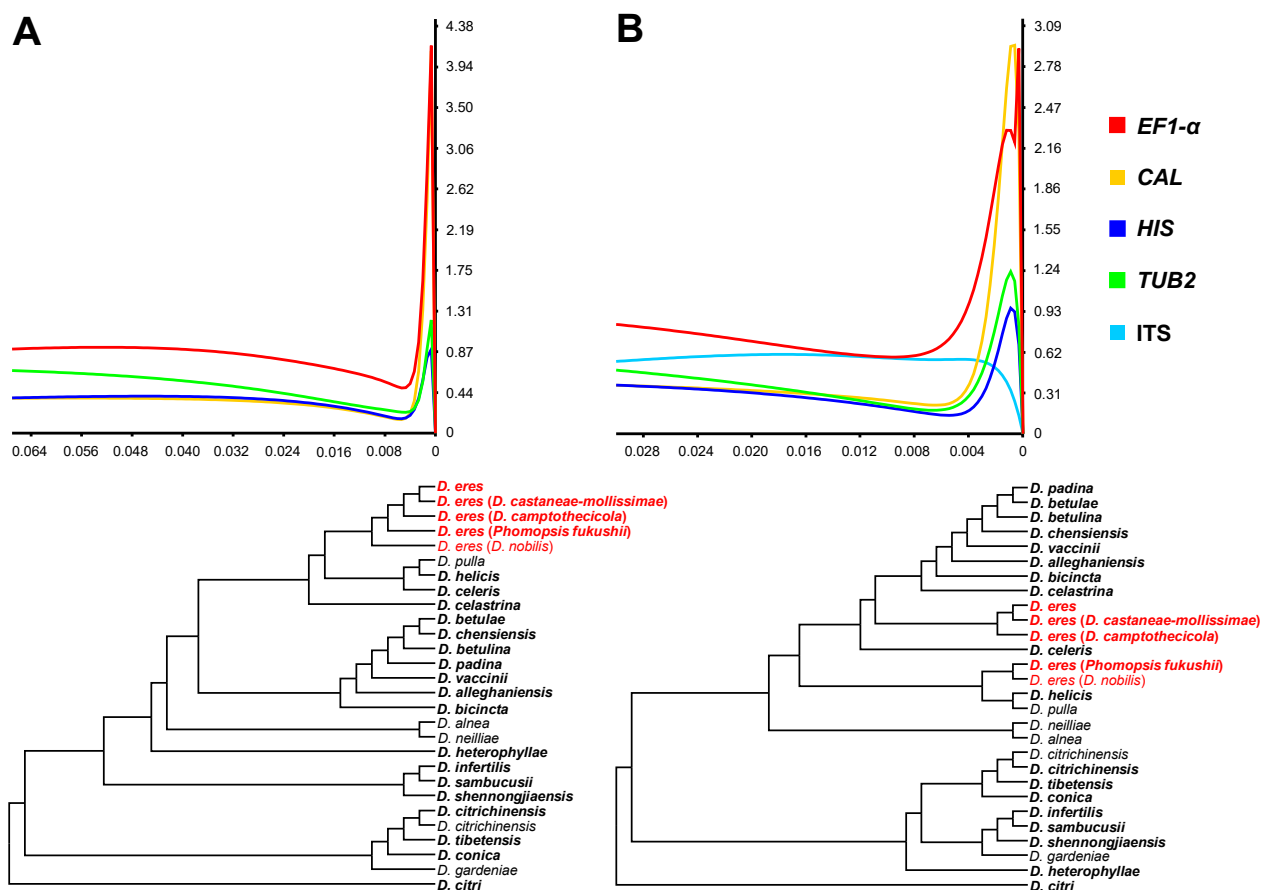 A
4.38
3.94
3.50
3.06
2.62
2.19
1.75
1.31
0.87
0.44
0
0.064 0.056 0.048 0.040 0.032 0.024 0.016 0.008 0
D. eres
D. eres (D. castaneae-mollissimae)
D. eres (D. camptothecicola)
D. eres (Phomopsis fukushii)
D. eres (D. nobilis)
D. pulla
D. helicis
D. celeris
D. celastrina
D. betulae
D. chensiensis
D. betulina
D. padina
D. vaccinii
D. alleghaniensis
D. bicincta
D. alnea
D. neilliae
D. heterophyllae
D. infertilis
D. sambucusii
D. shennongjiaensis
D. citrichinensis
D. citrichinensis
D. tibetensis
D. conica
D. gardeniae
D. citri
B
3.09
2.78
2.47
2.16
1.86
1.55
1.24
0.93
0.62
0.31
0
0.028 0.024 0.020 0.016 0.012 0.008 0.004 0
EF1-α
CAL
HIS
TUB2
ITS
D. padina
D. betulae
D. betulina
D. chensiensis
D. vaccinii
D. alleghaniensis
D. bicincta
D. celastrina
D. eres
D. eres (D. castaneae-mollissimae)
D. eres (D. camptothecicola)
D. celeris
D. eres (Phomopsis fukushii)
D. eres (D. nobilis)
D. helicis
D. pulla
D. neilliae
D. alnea
D. citrichinensis
D. citrichinensis
D. tibetensis
D. conica
D. infertilis
D. sambucusii
D. shennongjiaensis
D. gardeniae
D. heterophyllae
D. citri